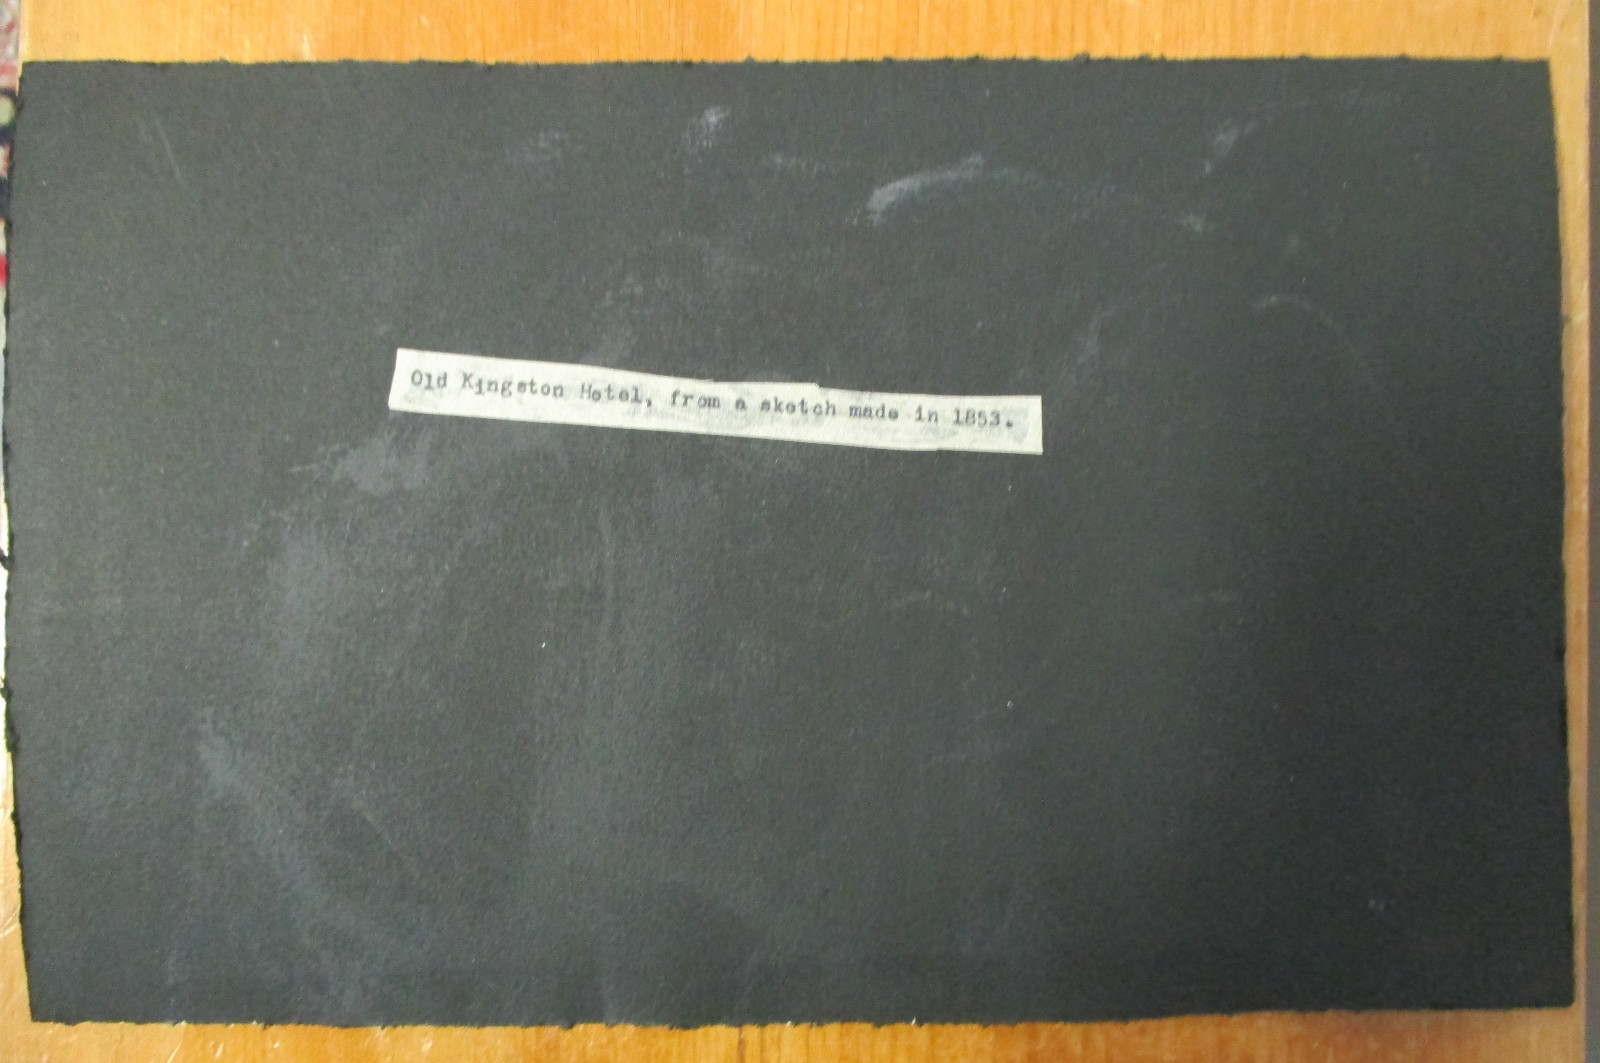 Old Kingston Hotel, from a sketch made in 1853.